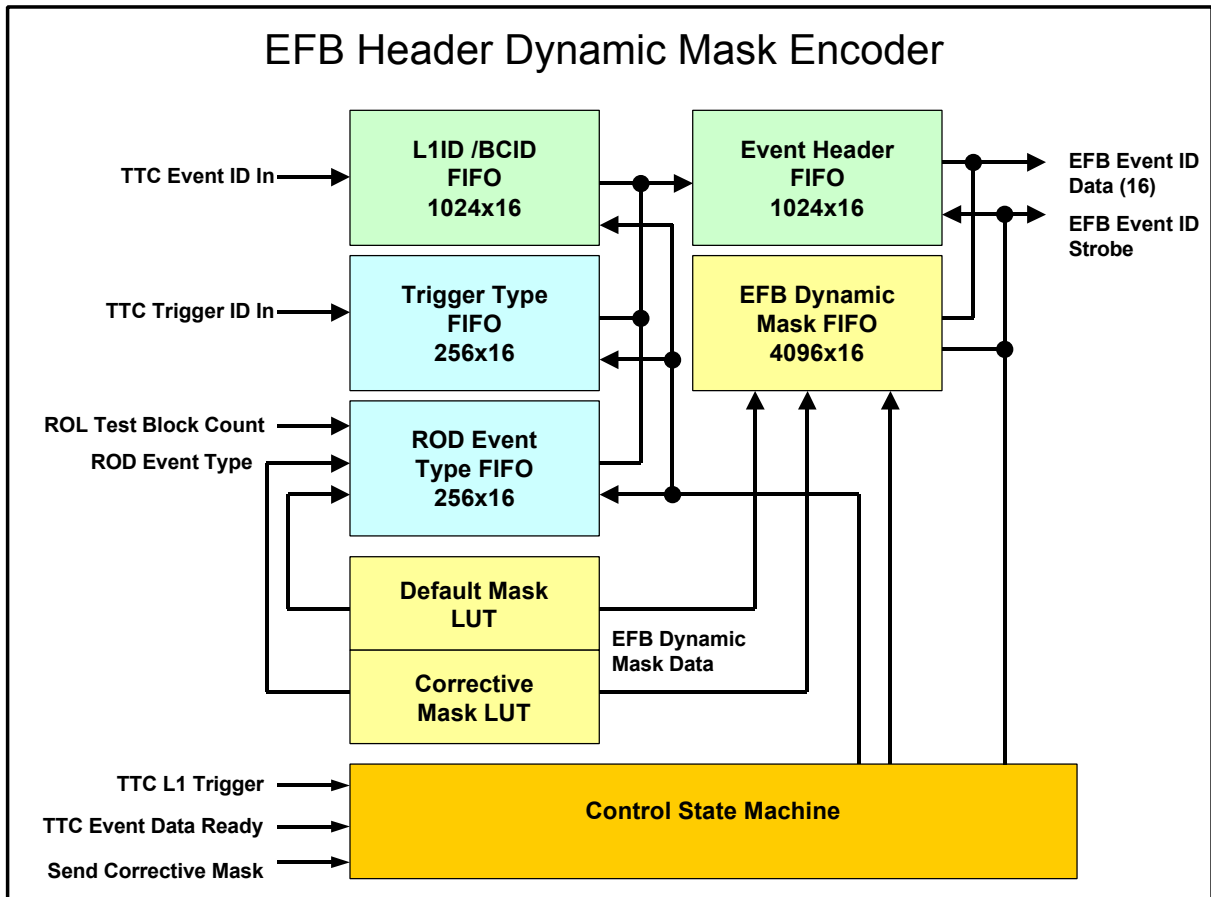 EFB Header Dynamic Mask Encoder
TTC Event ID In
L1ID /BCID
FIFO
1024x16
Event Header
FIFO
1024x16
EFB Event ID
Data (16)
EFB Event ID
Strobe
TTC Trigger ID In
Trigger Type
FIFO
256x16
EFB Dynamic
Mask FIFO
4096x16
ROL Test Block Count
ROD Event Type
ROD Event
Type FIFO
256x16
Default Mask
LUT
EFB Dynamic
Mask Data
Corrective
Mask LUT
TTC L1 Trigger
TTC Event Data Ready
Send Corrective Mask
Control State Machine